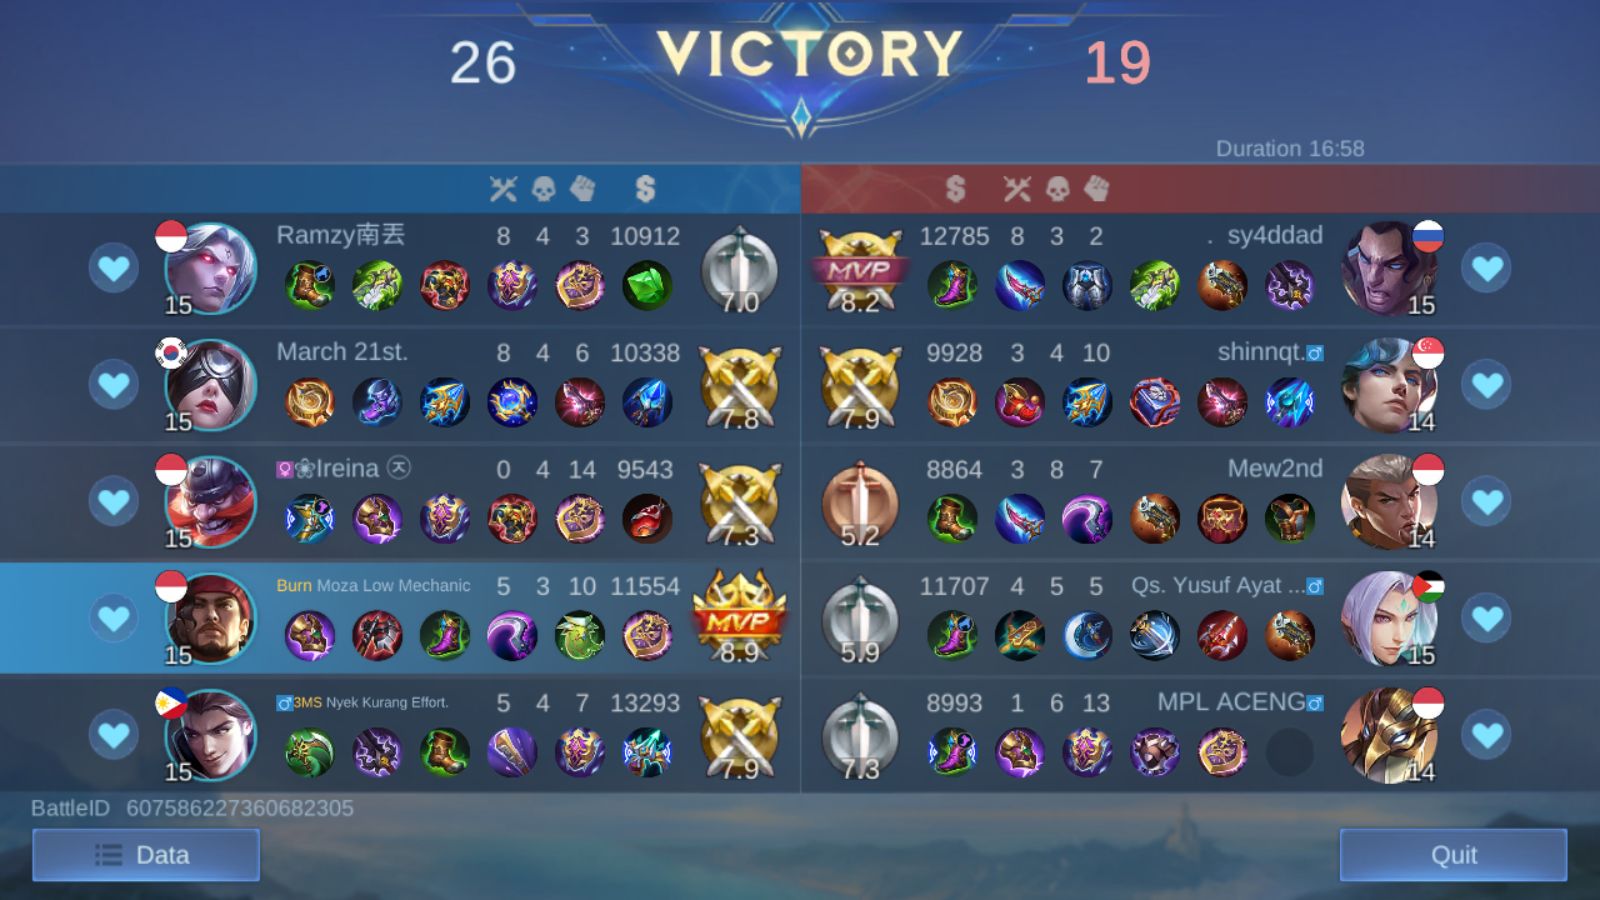 26 VICTORY 19
Duration 16:58
Ramzy南丟 8 4 3 10912
15 7.0
MVP 12785 8 3 2 . sy4ddad
8.2 15
March 21st. 8 4 6 10338
15 7.8
9928 3 4 10 shinnqt.
7.9 14
Ireina 0 4 14 9543
15 7.3
8864 3 8 7 Mew2nd
5.2 14
Burn Moza Low Mechanic 5 3 10 11554 MVP
15 8.9
11707 4 5 5 Qs. Yusuf Ayat ...
5.9 15
3MS Nyek Kurang Effort. 5 4 7 13293
15 7.9
8993 1 6 13 MPL ACENG
7.3 14
BattleID 607586227360682305
Data
Quit